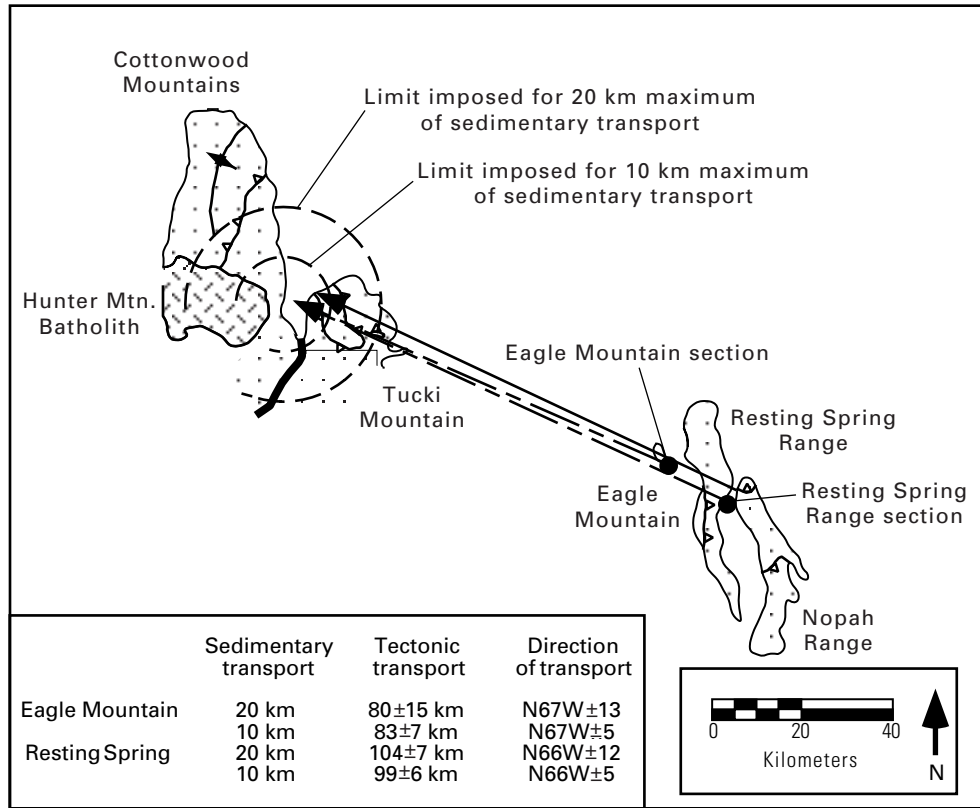 Cottonwood
Mountains
Limit imposed for 20 km maximum
of sedimentary transport
Limit imposed for 10 km maximum
of sedimentary transport
Hunter Mtn.
Batholith
Eagle Mountain section
Tucki
Mountain
Resting Spring
Range
Eagle
Mountain
Resting Spring
Range section
Nopah
Range
Sedimentary transport Tectonic transport Direction of transport
Eagle Mountain 20 km 80±15 km N67W±13
10 km 83±7 km N67W±5
Resting Spring 20 km 104±7 km N66W±12
10 km 99±6 km N66W±5
0 20 40
Kilometers
N